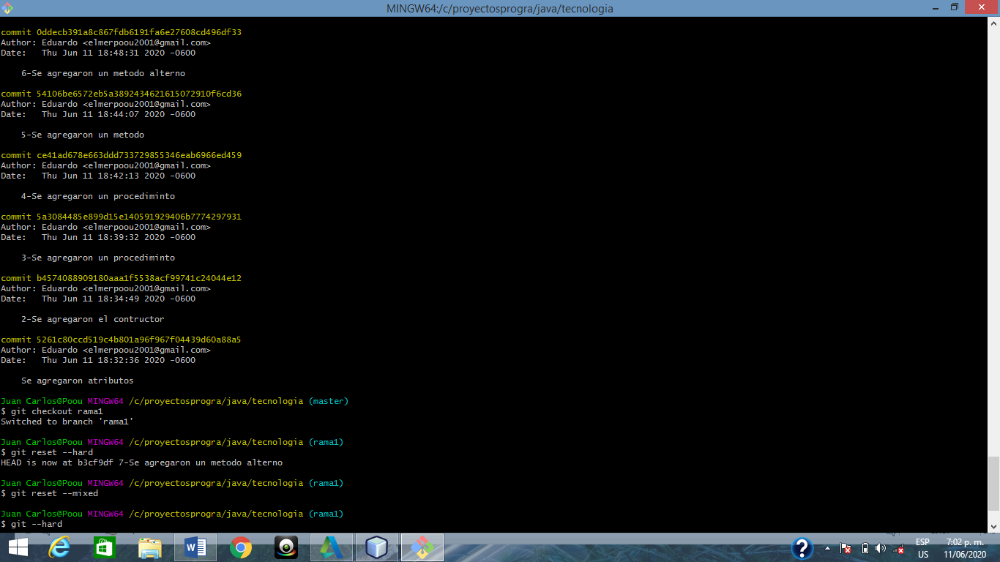 MINGW64:/c/proyectosprogra/java/tecnologia
commit 0ddecb391a8c867fdb6191fa6e27608cd496df33
Author: Eduardo <elmerpoou2001@gmail.com>
Date:   Thu Jun 11 18:48:31 2020 -0600
6-Se agregaron un metodo alterno
commit 54106be6572eb5a3892434621615072910f6cd36
Author: Eduardo <elmerpoou2001@gmail.com>
Date:   Thu Jun 11 18:44:07 2020 -0600
5-Se agregaron un metodo
commit ce41ad678e663ddd733729855346eab6966ed459
Author: Eduardo <elmerpoou2001@gmail.com>
Date:   Thu Jun 11 18:42:13 2020 -0600
4-Se agregaron un procediminto
commit 5a3084485e899d15e140591929406b7774297931
Author: Eduardo <elmerpoou2001@gmail.com>
Date:   Thu Jun 11 18:39:32 2020 -0600
3-Se agregaron un procediminto
commit b4574088909180aaa1f5538acf99741c24044e12
Author: Eduardo <elmerpoou2001@gmail.com>
Date:   Thu Jun 11 18:34:49 2020 -0600
2-Se agregaron el contructor
commit 5261c80ccd519c4b801a96f967f04439d60a88a5
Author: Eduardo <elmerpoou2001@gmail.com>
Date:   Thu Jun 11 18:32:36 2020 -0600
Se agregaron atributos
Juan Carlos@Poou MINGW64 /c/proyectosprogra/java/tecnologia (master)
$ git checkout rama1
Switched to branch 'rama1'
Juan Carlos@Poou MINGW64 /c/proyectosprogra/java/tecnologia (rama1)
$ git reset --hard
HEAD is now at b3cf9df 7-Se agregaron un metodo alterno
Juan Carlos@Poou MINGW64 /c/proyectosprogra/java/tecnologia (rama1)
$ git reset --mixed
Juan Carlos@Poou MINGW64 /c/proyectosprogra/java/tecnologia (rama1)
$ git --hard
ESP 7:02 p. m.
US 11/06/2020